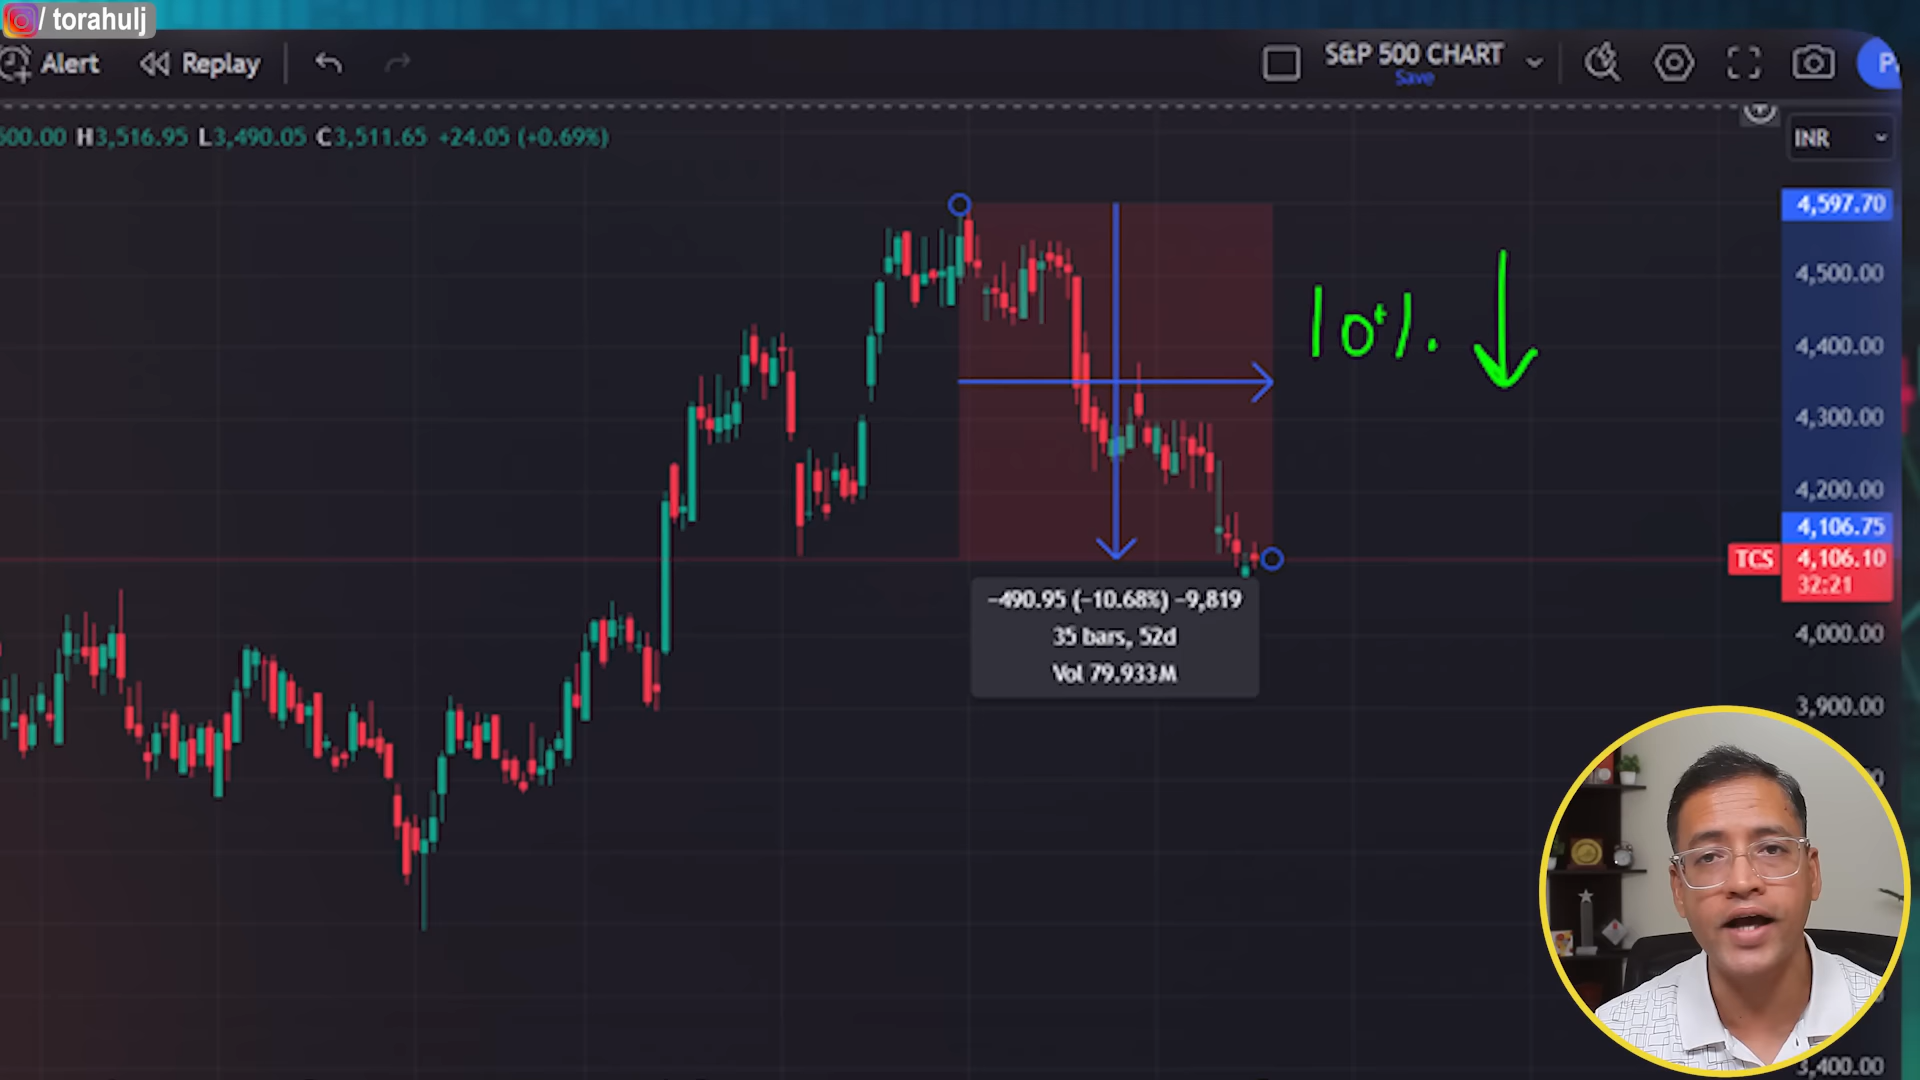 / torahulj
Alert Replay
S&P 500 CHART
Save
H3,516.95 L3,490.05 C3,511.65 +24.05 (+0.69%)
INR
4,597.70
4,500.00
4,400.00
4,300.00
4,200.00
4,106.75
TCS 4,106.10
32:21
4,000.00
3,900.00
3,400.00
10+%.
−490.95 (−10.68%) −9,819
35 bars, 52d
Vol 79.933M